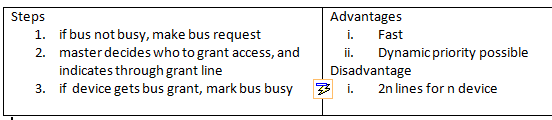 Steps
1. if bus not busy, make bus request
2. master decides who to grant access, and
indicates through grant line
3. if device gets bus grant, mark bus busy
Advantages
i. Fast
ii. Dynamic priority possible
Disadvantage
i. 2n lines for n device